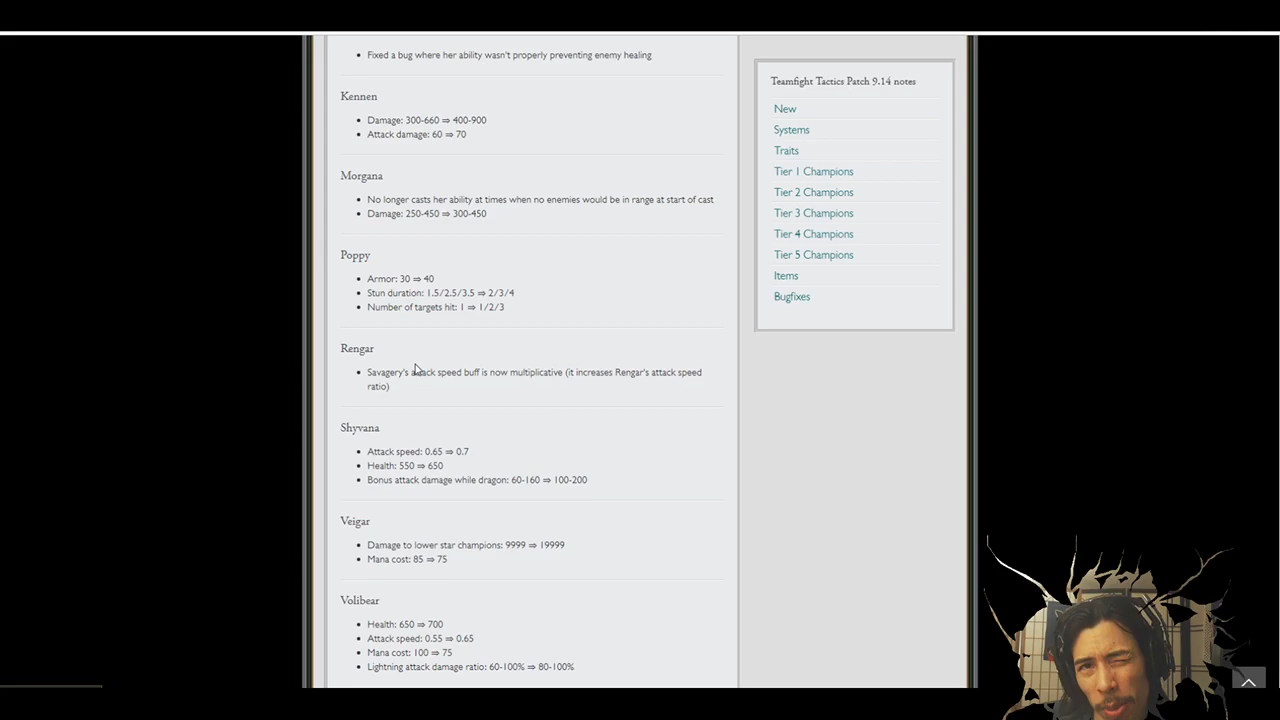 Fixed a bug where her ability wasn't properly preventing enemy healing
Kennen
Damage: 300-660 ⇒ 400-900
Attack damage: 60 ⇒ 70
Morgana
No longer casts her ability at times when no enemies would be in range at start of cast
Damage: 250-450 ⇒ 300-450
Poppy
Armor: 30 ⇒ 40
Stun duration: 1.5/2.5/3.5 ⇒ 2/3/4
Number of targets hit: 1 ⇒ 1/2/3
Rengar
Savagery's attack speed buff is now multiplicative (it increases Rengar's attack speed
ratio)
Shyvana
Attack speed: 0.65 ⇒ 0.7
Health: 550 ⇒ 650
Bonus attack damage while dragon: 60-160 ⇒ 100-200
Veigar
Damage to lower star champions: 9999 ⇒ 19999
Mana cost: 85 ⇒ 75
Volibear
Health: 650 ⇒ 700
Attack speed: 0.55 ⇒ 0.65
Mana cost: 100 ⇒ 75
Lightning attack damage ratio: 60-100% ⇒ 80-100%
Teamfight Tactics Patch 9.14 notes
New
Systems
Traits
Tier 1 Champions
Tier 2 Champions
Tier 3 Champions
Tier 4 Champions
Tier 5 Champions
Items
Bugfixes